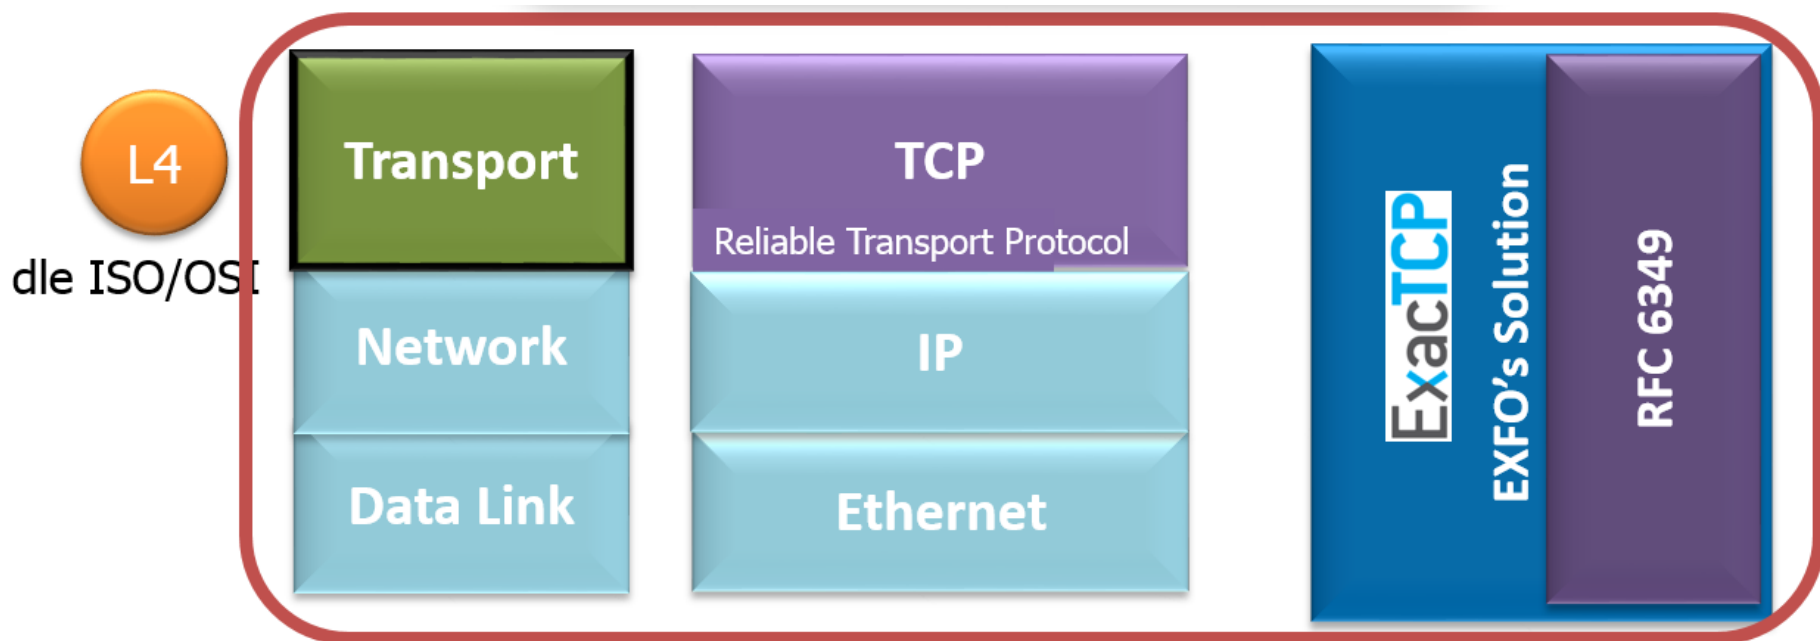 L4
dle ISO/OSI
Transport
Network
Data Link
TCP
Reliable Transport Protocol
IP
Ethernet
ExacTCP
EXFO’s Solution
RFC 6349